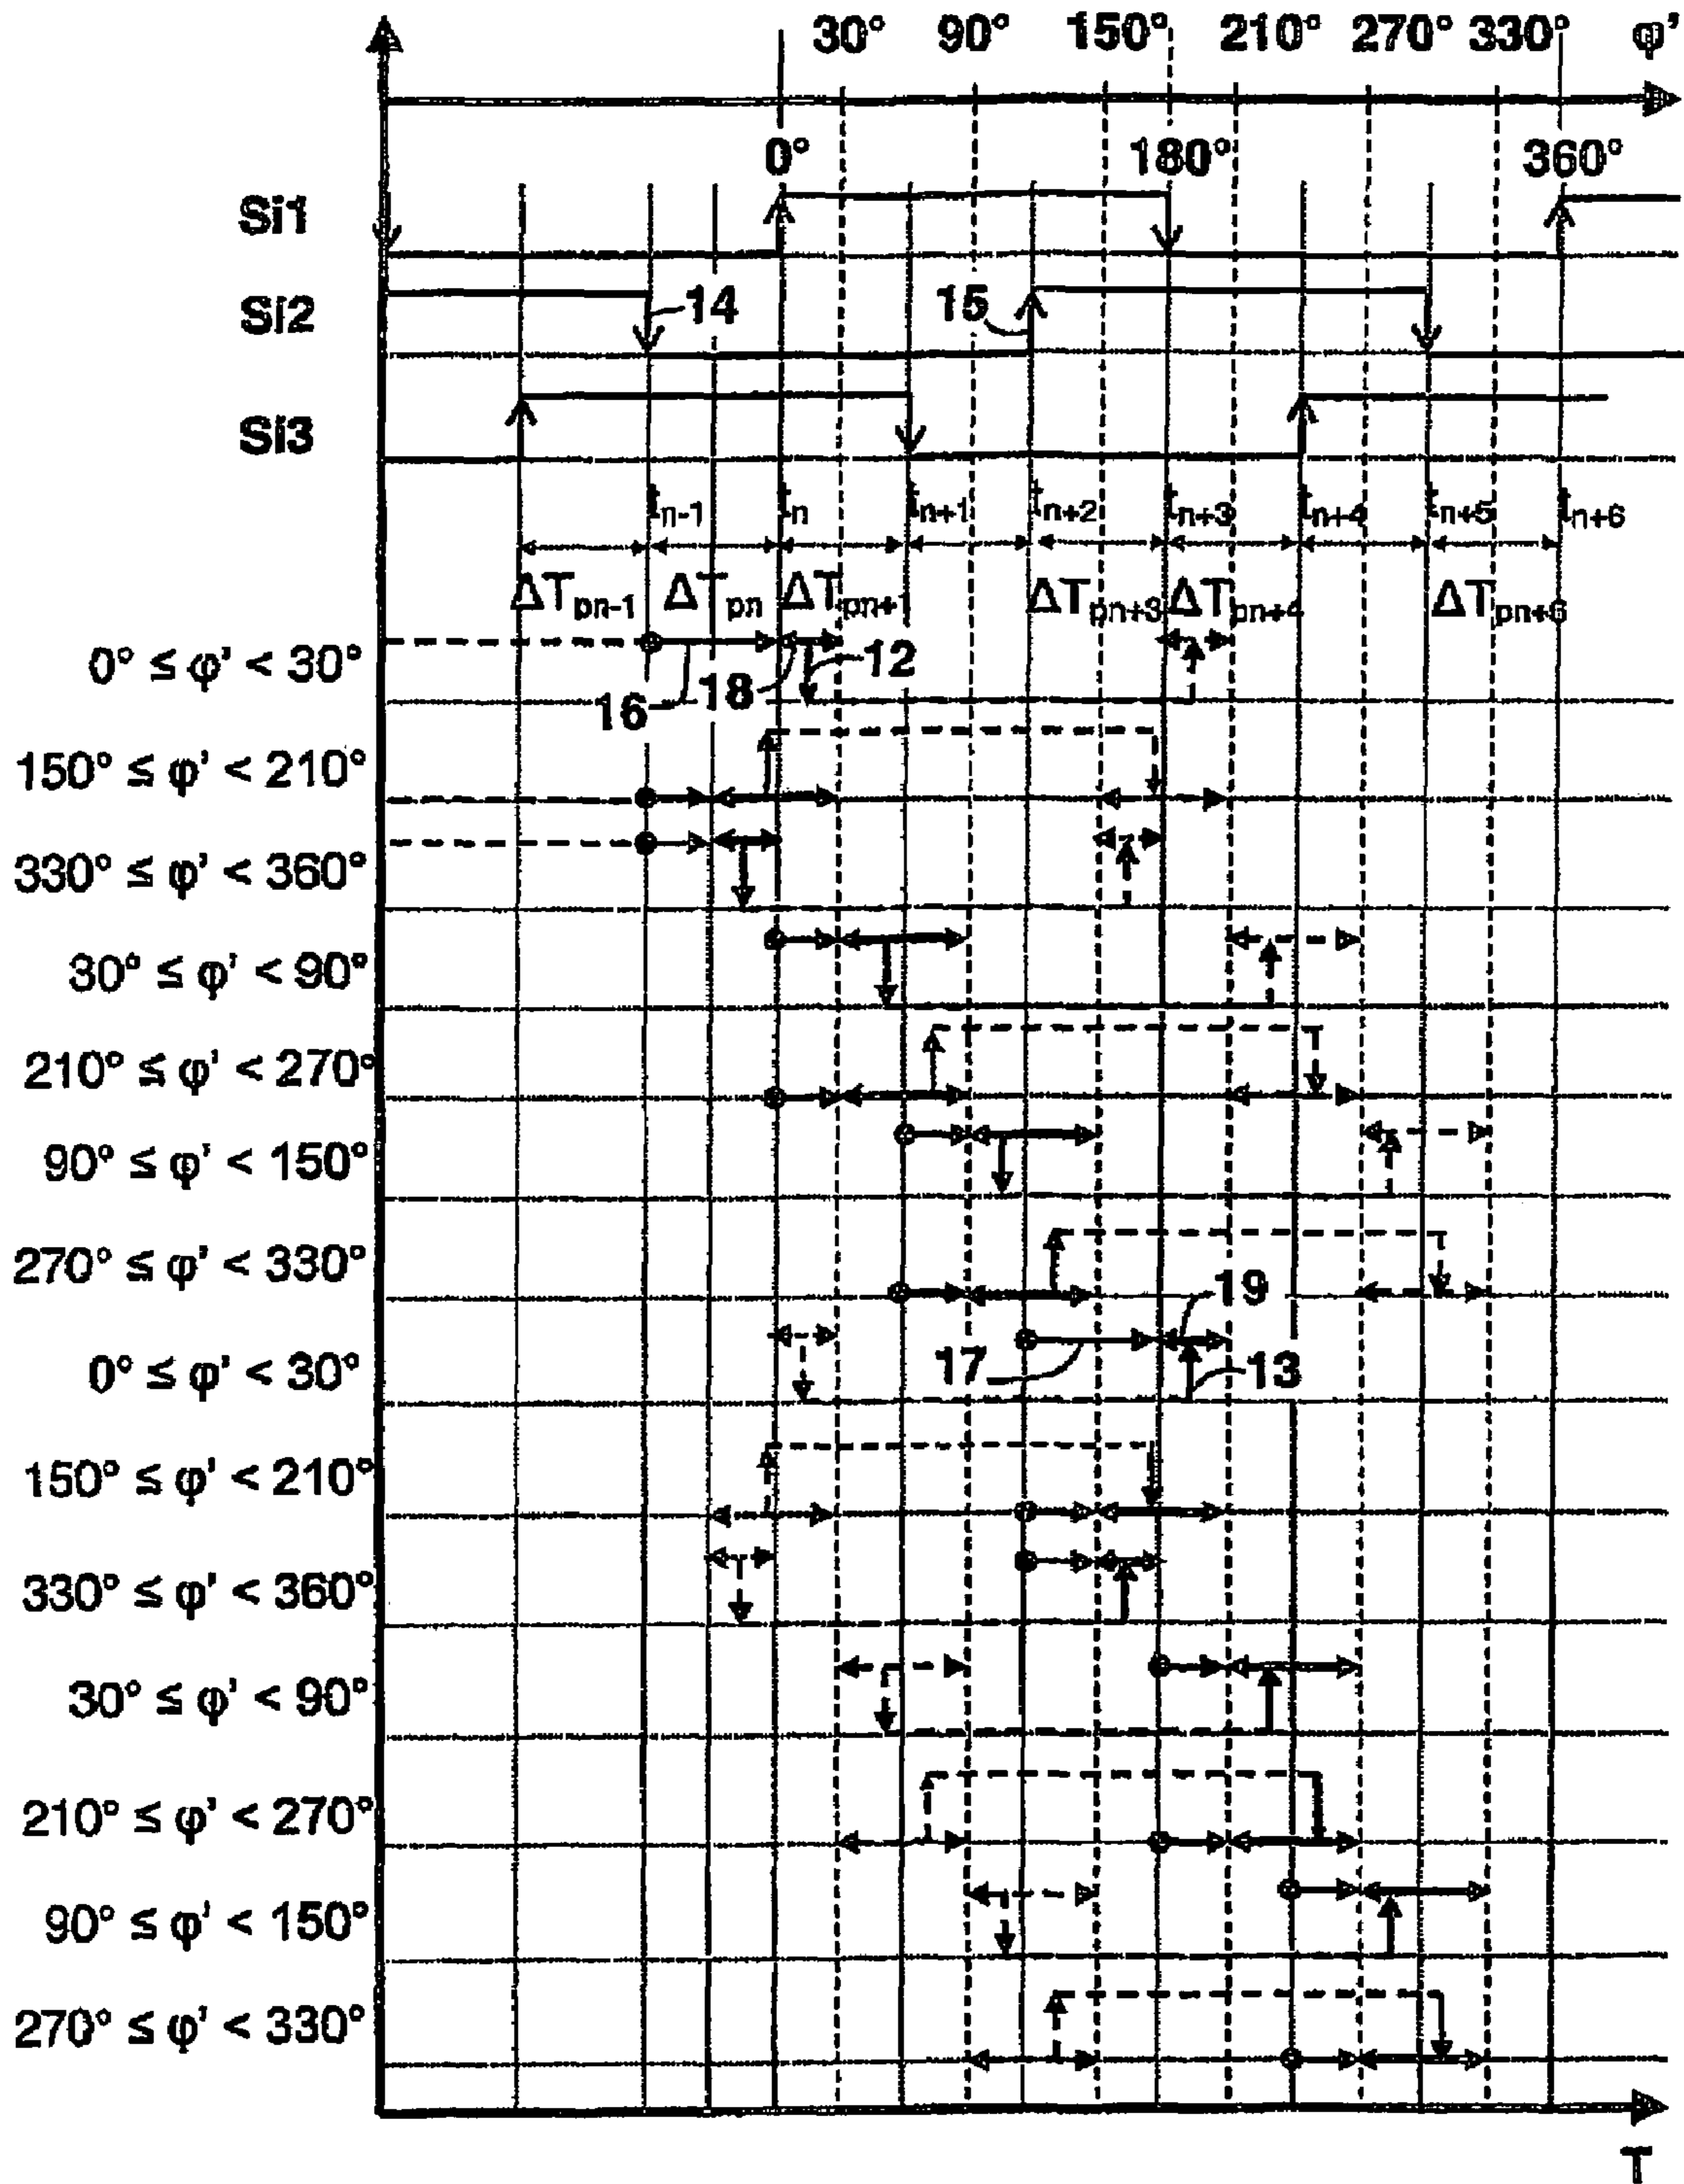 30° 90° 150° 210° 270° 330° φ'
0° 180° 360°
Si1
Si2 14 15
Si3
tn-1 tn tn+1 tn+2 tn+3 tn+4 tn+5 tn+6
ΔTpn-1 ΔTpn ΔTpn+1 ΔTpn+3 ΔTpn+4 ΔTpn+6
0° ≤ φ' < 30° 12
16 18
150° ≤ φ' < 210°
330° ≤ φ' < 360°
30° ≤ φ' < 90°
210° ≤ φ' < 270°
90° ≤ φ' < 150°
270° ≤ φ' < 330° 19
0° ≤ φ' < 30° 17 13
150° ≤ φ' < 210°
330° ≤ φ' < 360°
30° ≤ φ' < 90°
210° ≤ φ' < 270°
90° ≤ φ' < 150°
270° ≤ φ' < 330°
T